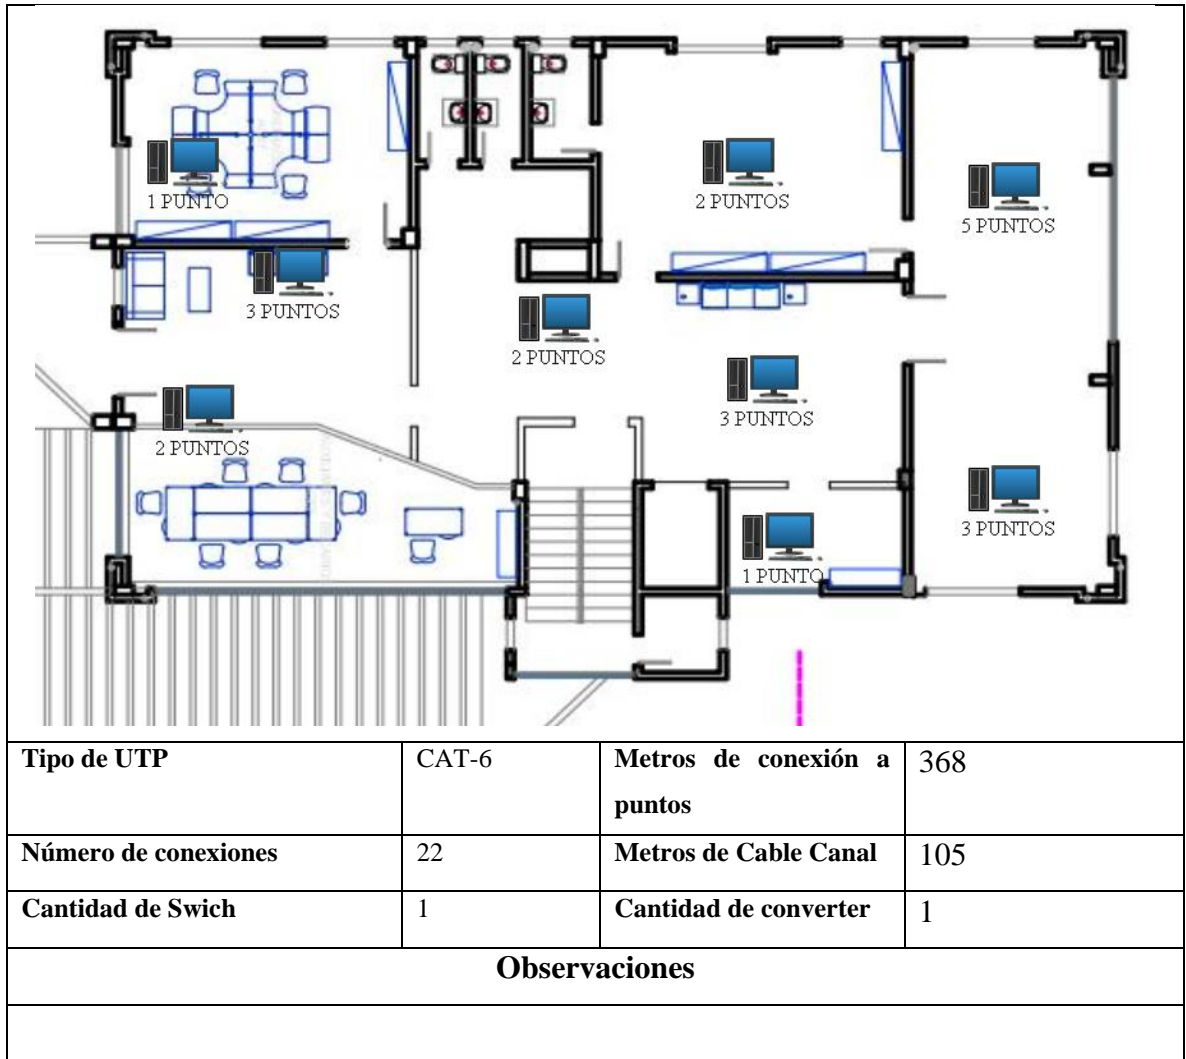 1 PUNTO
2 PUNTOS
5 PUNTOS
3 PUNTOS
2 PUNTOS
3 PUNTOS
2 PUNTOS
3 PUNTOS
1 PUNTO
Tipo de UTP CAT-6 Metros de conexión a
puntos 368
Número de conexiones 22 Metros de Cable Canal 105
Cantidad de Swich 1 Cantidad de converter 1
Observaciones